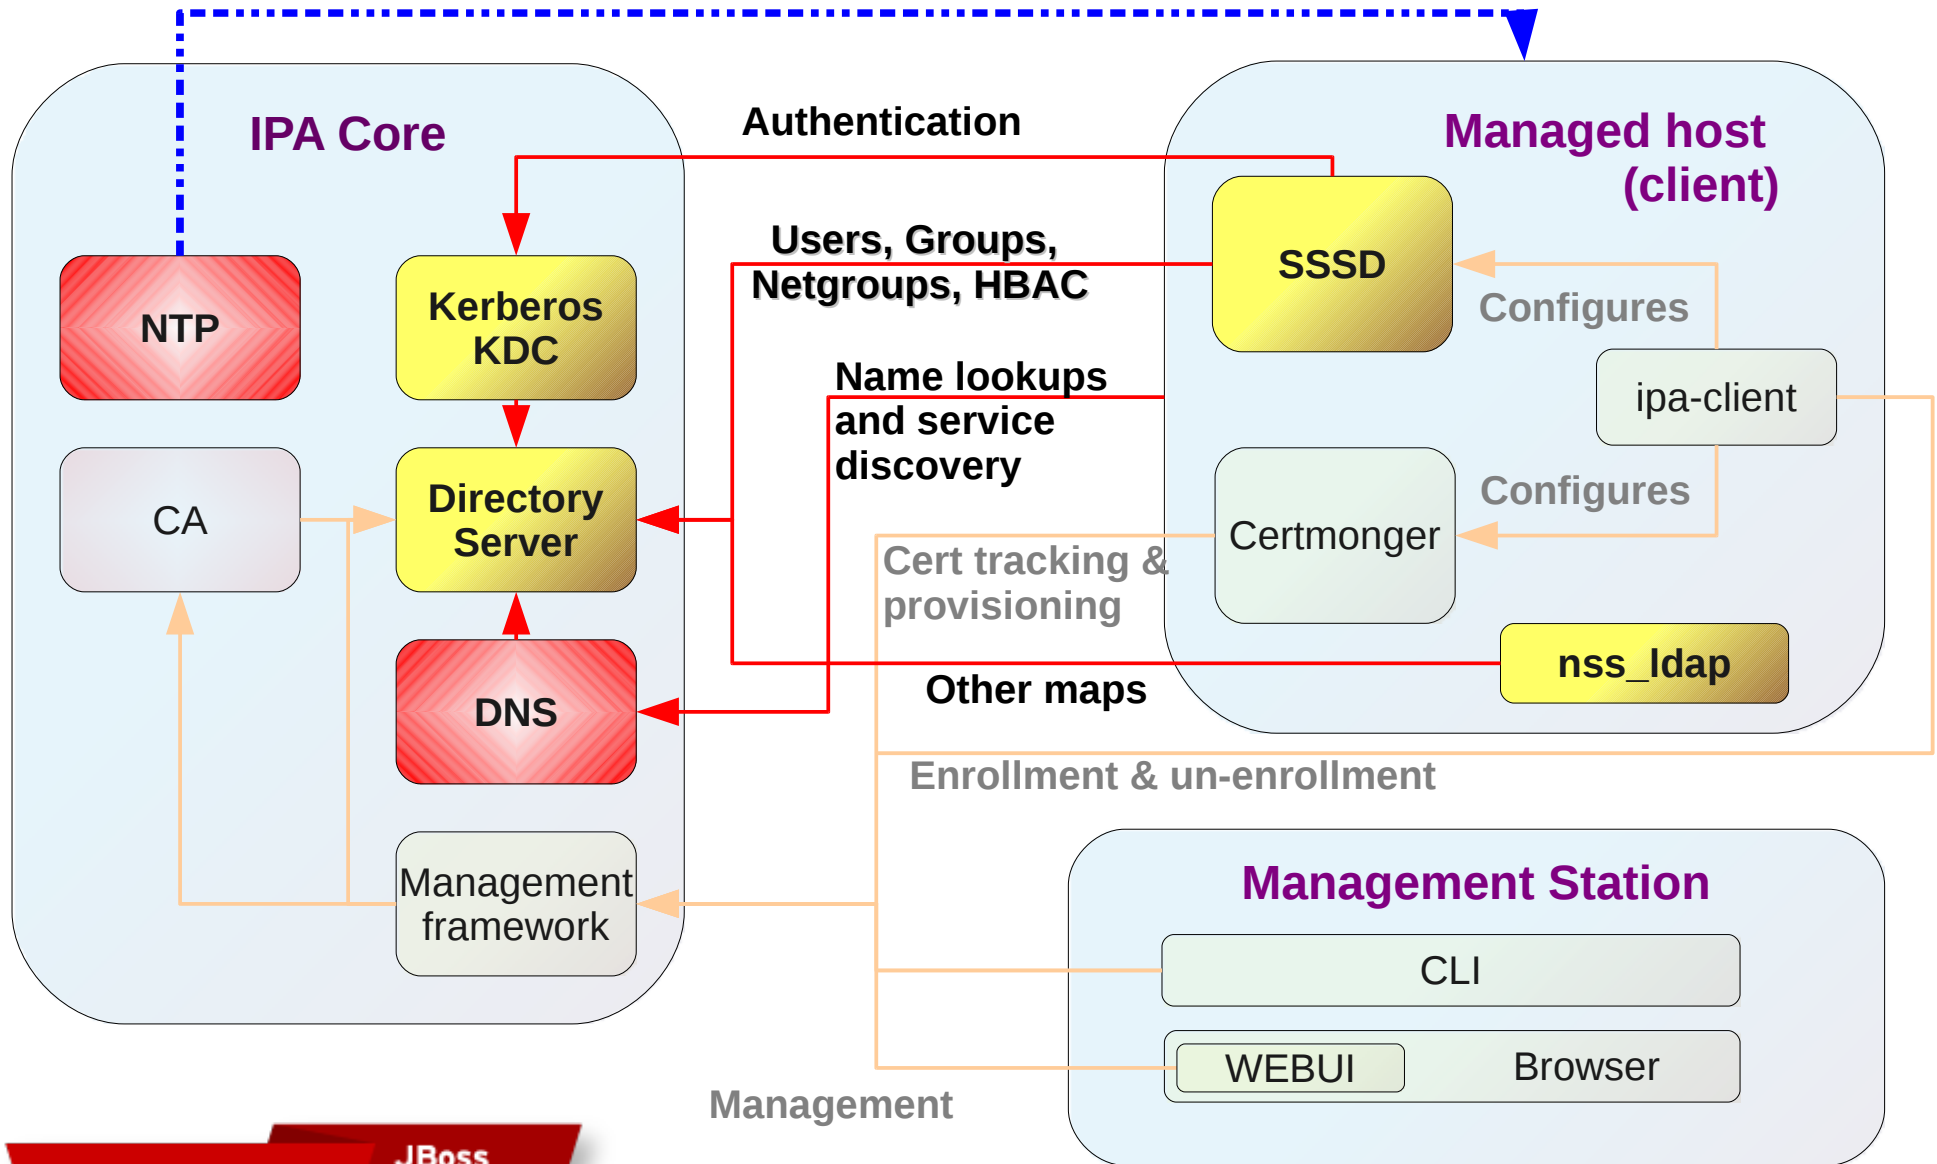 IPA Core
Authentication
Managed host
(client)
Users, Groups,
Netgroups, HBAC
SSSD
Configures
NTP
Kerberos
KDC
Name lookups
and service
discovery
ipa-client
CA
Directory
Server
Configures
Certmonger
Cert tracking &
provisioning
nss_ldap
Other maps
DNS
Enrollment & un-enrollment
Management
framework
Management Station
CLI
WEBUI
Browser
Management
JBoss